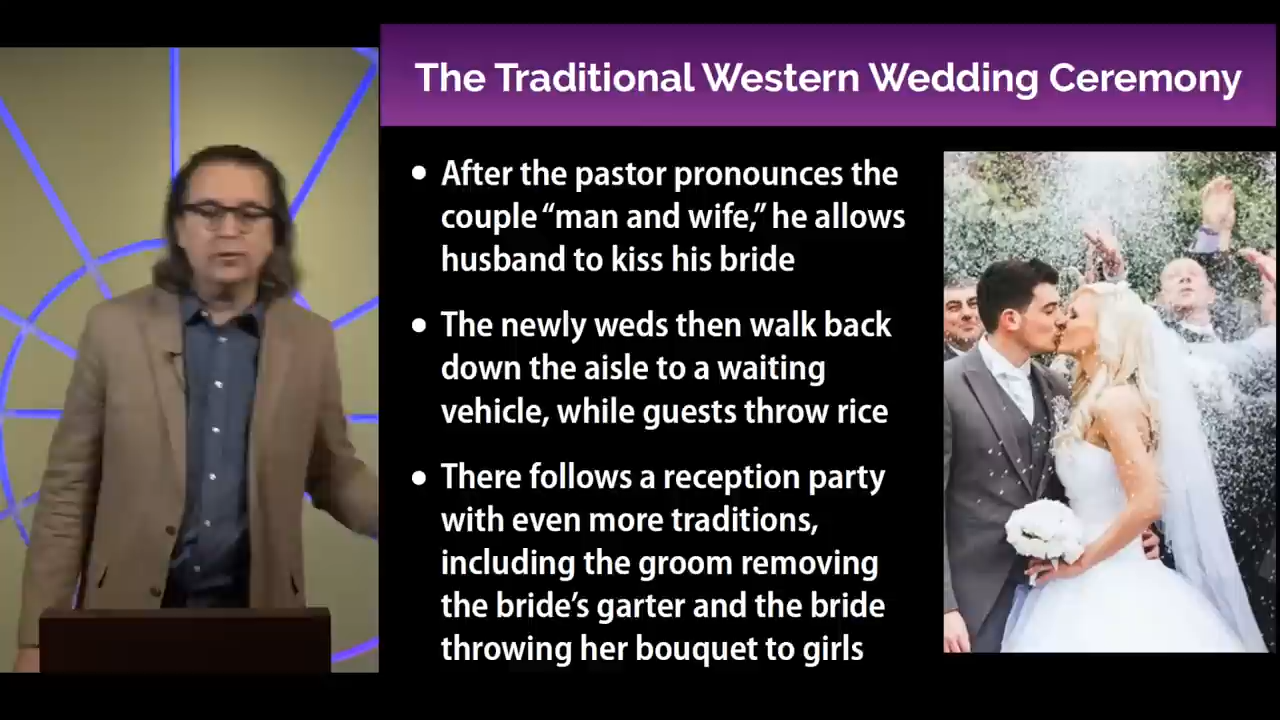 The Traditional Western Wedding Ceremony
• After the pastor pronounces the
couple “man and wife,” he allows
husband to kiss his bride
• The newly weds then walk back
down the aisle to a waiting
vehicle, while guests throw rice
• There follows a reception party
with even more traditions,
including the groom removing
the bride’s garter and the bride
throwing her bouquet to girls